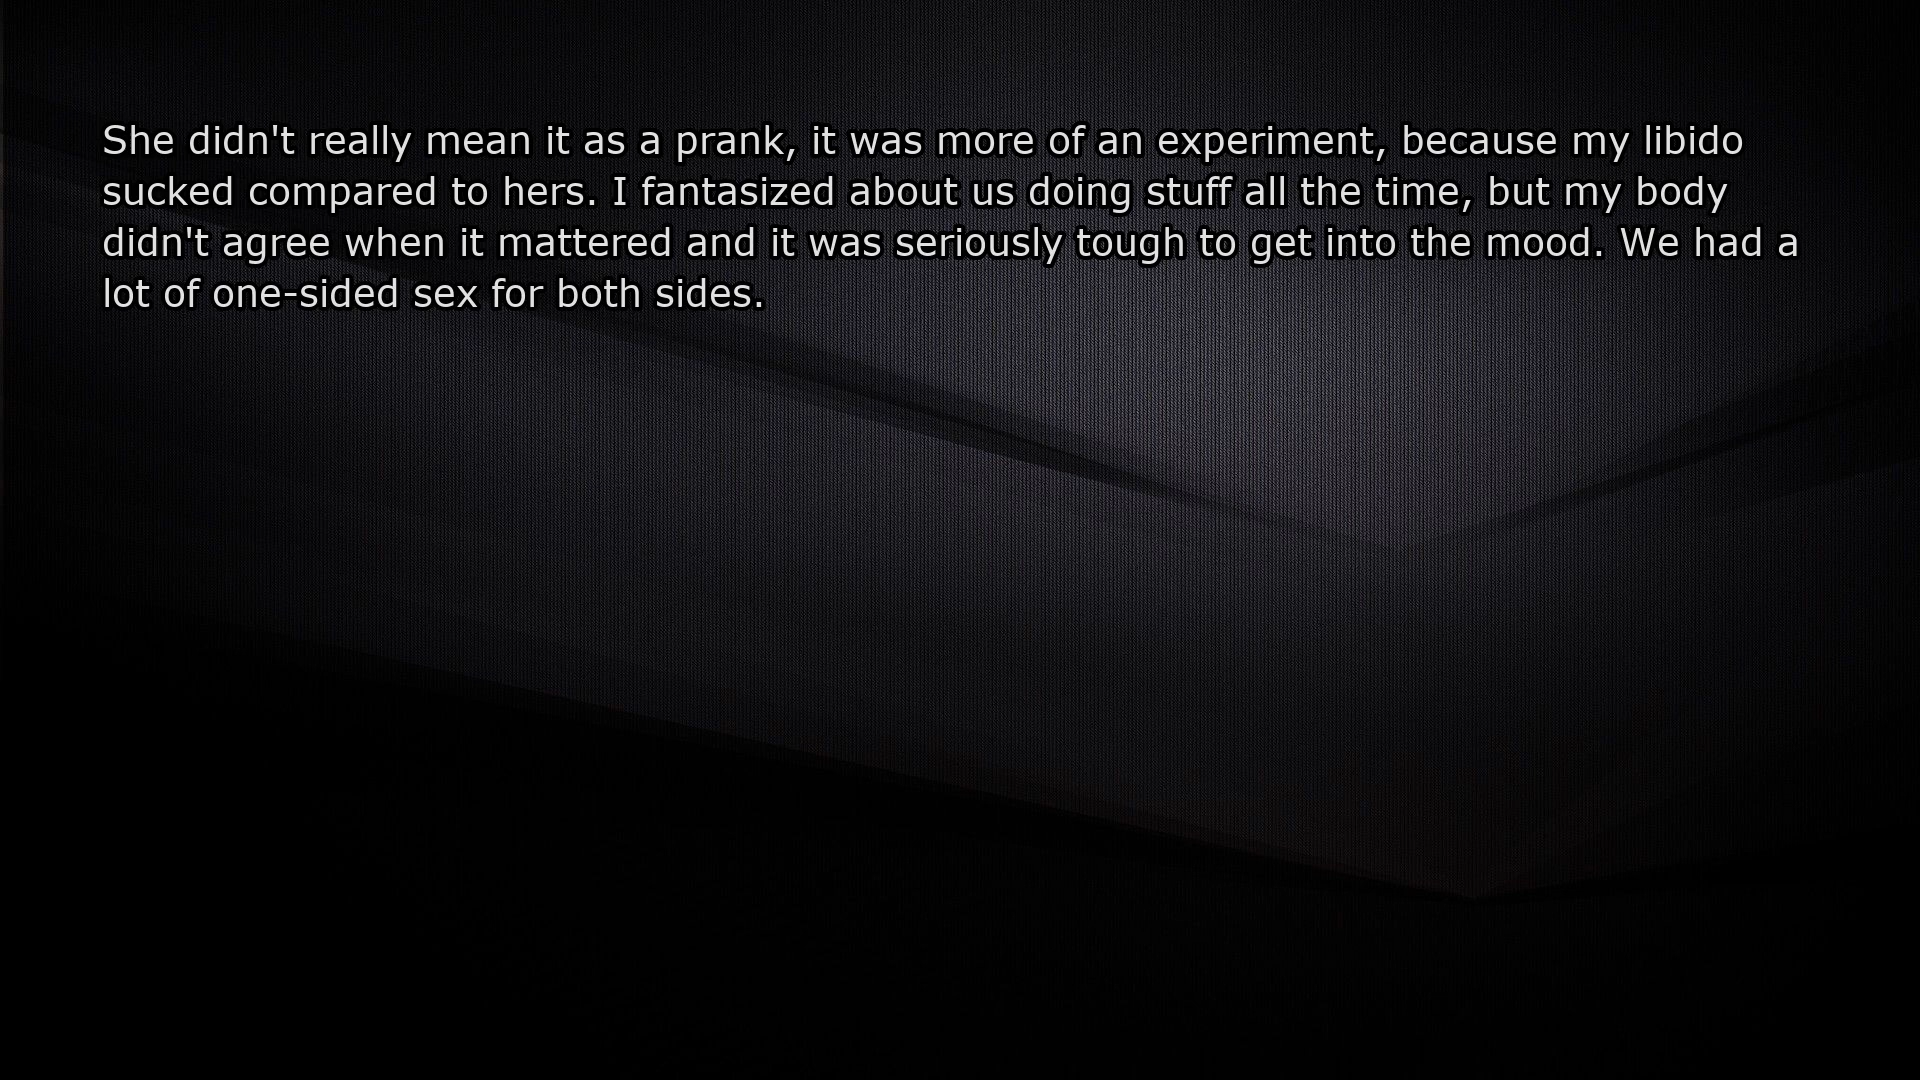 She didn't really mean it as a prank, it was more of an experiment, because my libido
sucked compared to hers. I fantasized about us doing stuff all the time, but my body
didn't agree when it mattered and it was seriously tough to get into the mood. We had a
lot of one-sided sex for both sides.